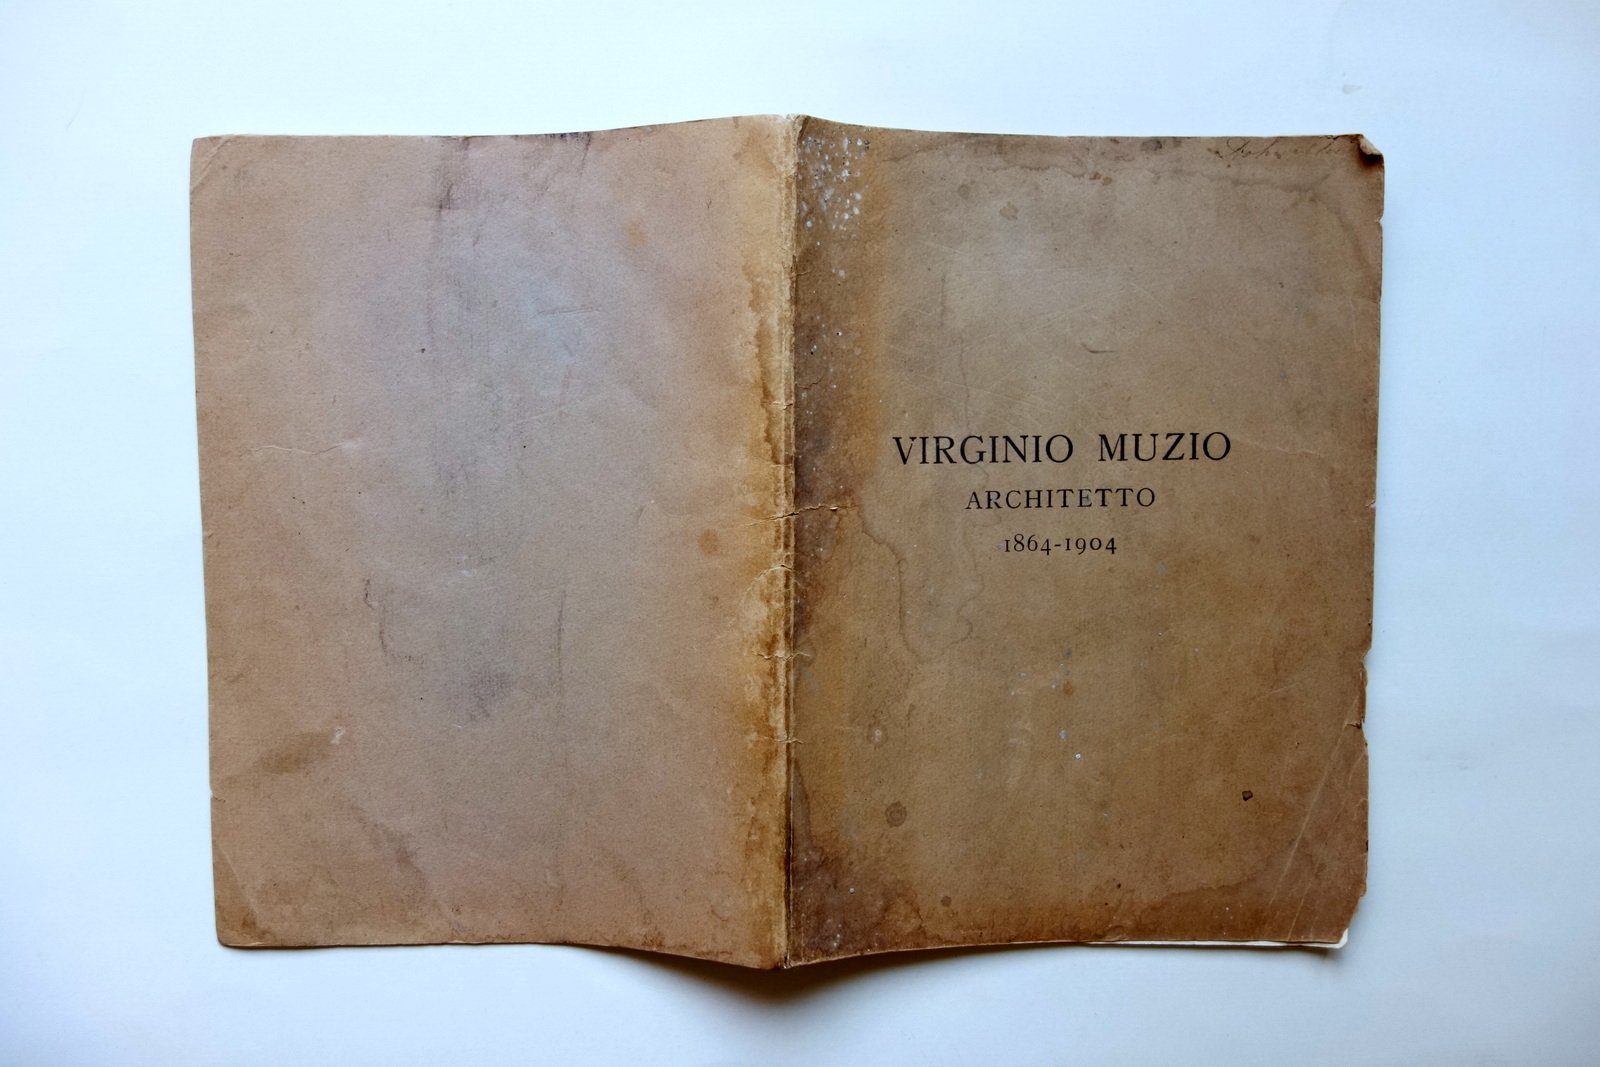 VIRGINIO MUZIO
ARCHITETTO
1864-1904